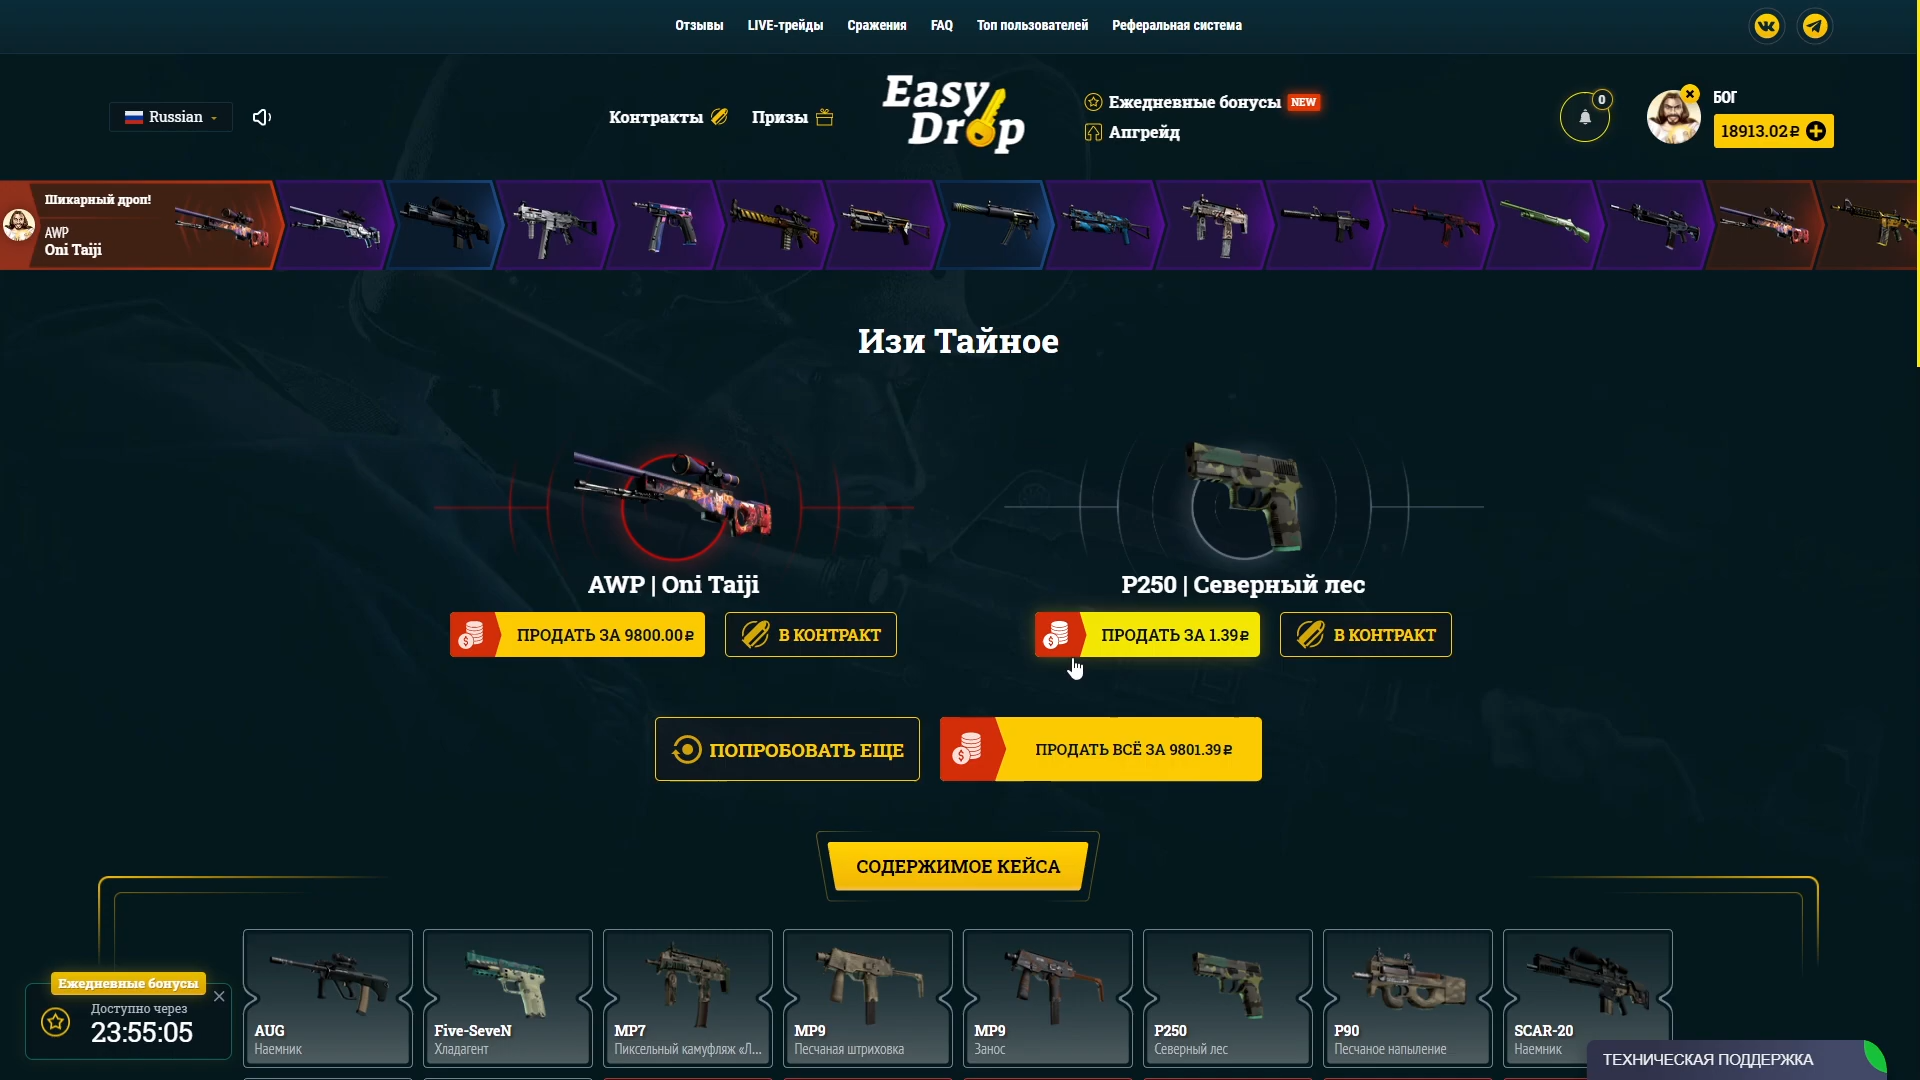 Отзывы LIVE-трейды Сражения FAQ Топ пользователей Реферальная система
Russian
Контракты
Призы
Easy Drop
Ежедневные бонусы NEW
Апгрейд
0
БОГ
18913.02₽
Шикарный дроп!
AWP
Oni Taiji
Изи Тайное
AWP | Oni Taiji
ПРОДАТЬ ЗА 9800.00₽
В КОНТРАКТ
P250 | Северный лес
ПРОДАТЬ ЗА 1.39₽
В КОНТРАКТ
ПОПРОБОВАТЬ ЕЩЕ
ПРОДАТЬ ВСЁ ЗА 9801.39₽
СОДЕРЖИМОЕ КЕЙСА
AUG
Наемник
Five-SeveN
Хладагент
MP7
Пиксельный камуфляж «Л...
MP9
Песчаная штриховка
MP9
Занос
P250
Северный лес
P90
Песчаное напыление
SCAR-20
Наемник
Ежедневные бонусы
Доступно через
23:55:05
ТЕХНИЧЕСКАЯ ПОДДЕРЖКА